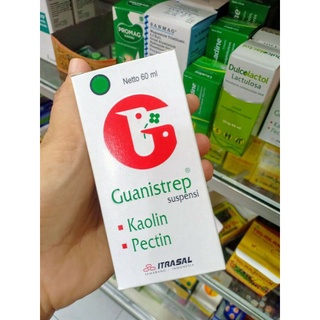 PROMAG
Dulcolactol
Lactulosa
Netto 60 ml
Guanistrep®
suspensi
Kaolin
Pectin
ITRASAL